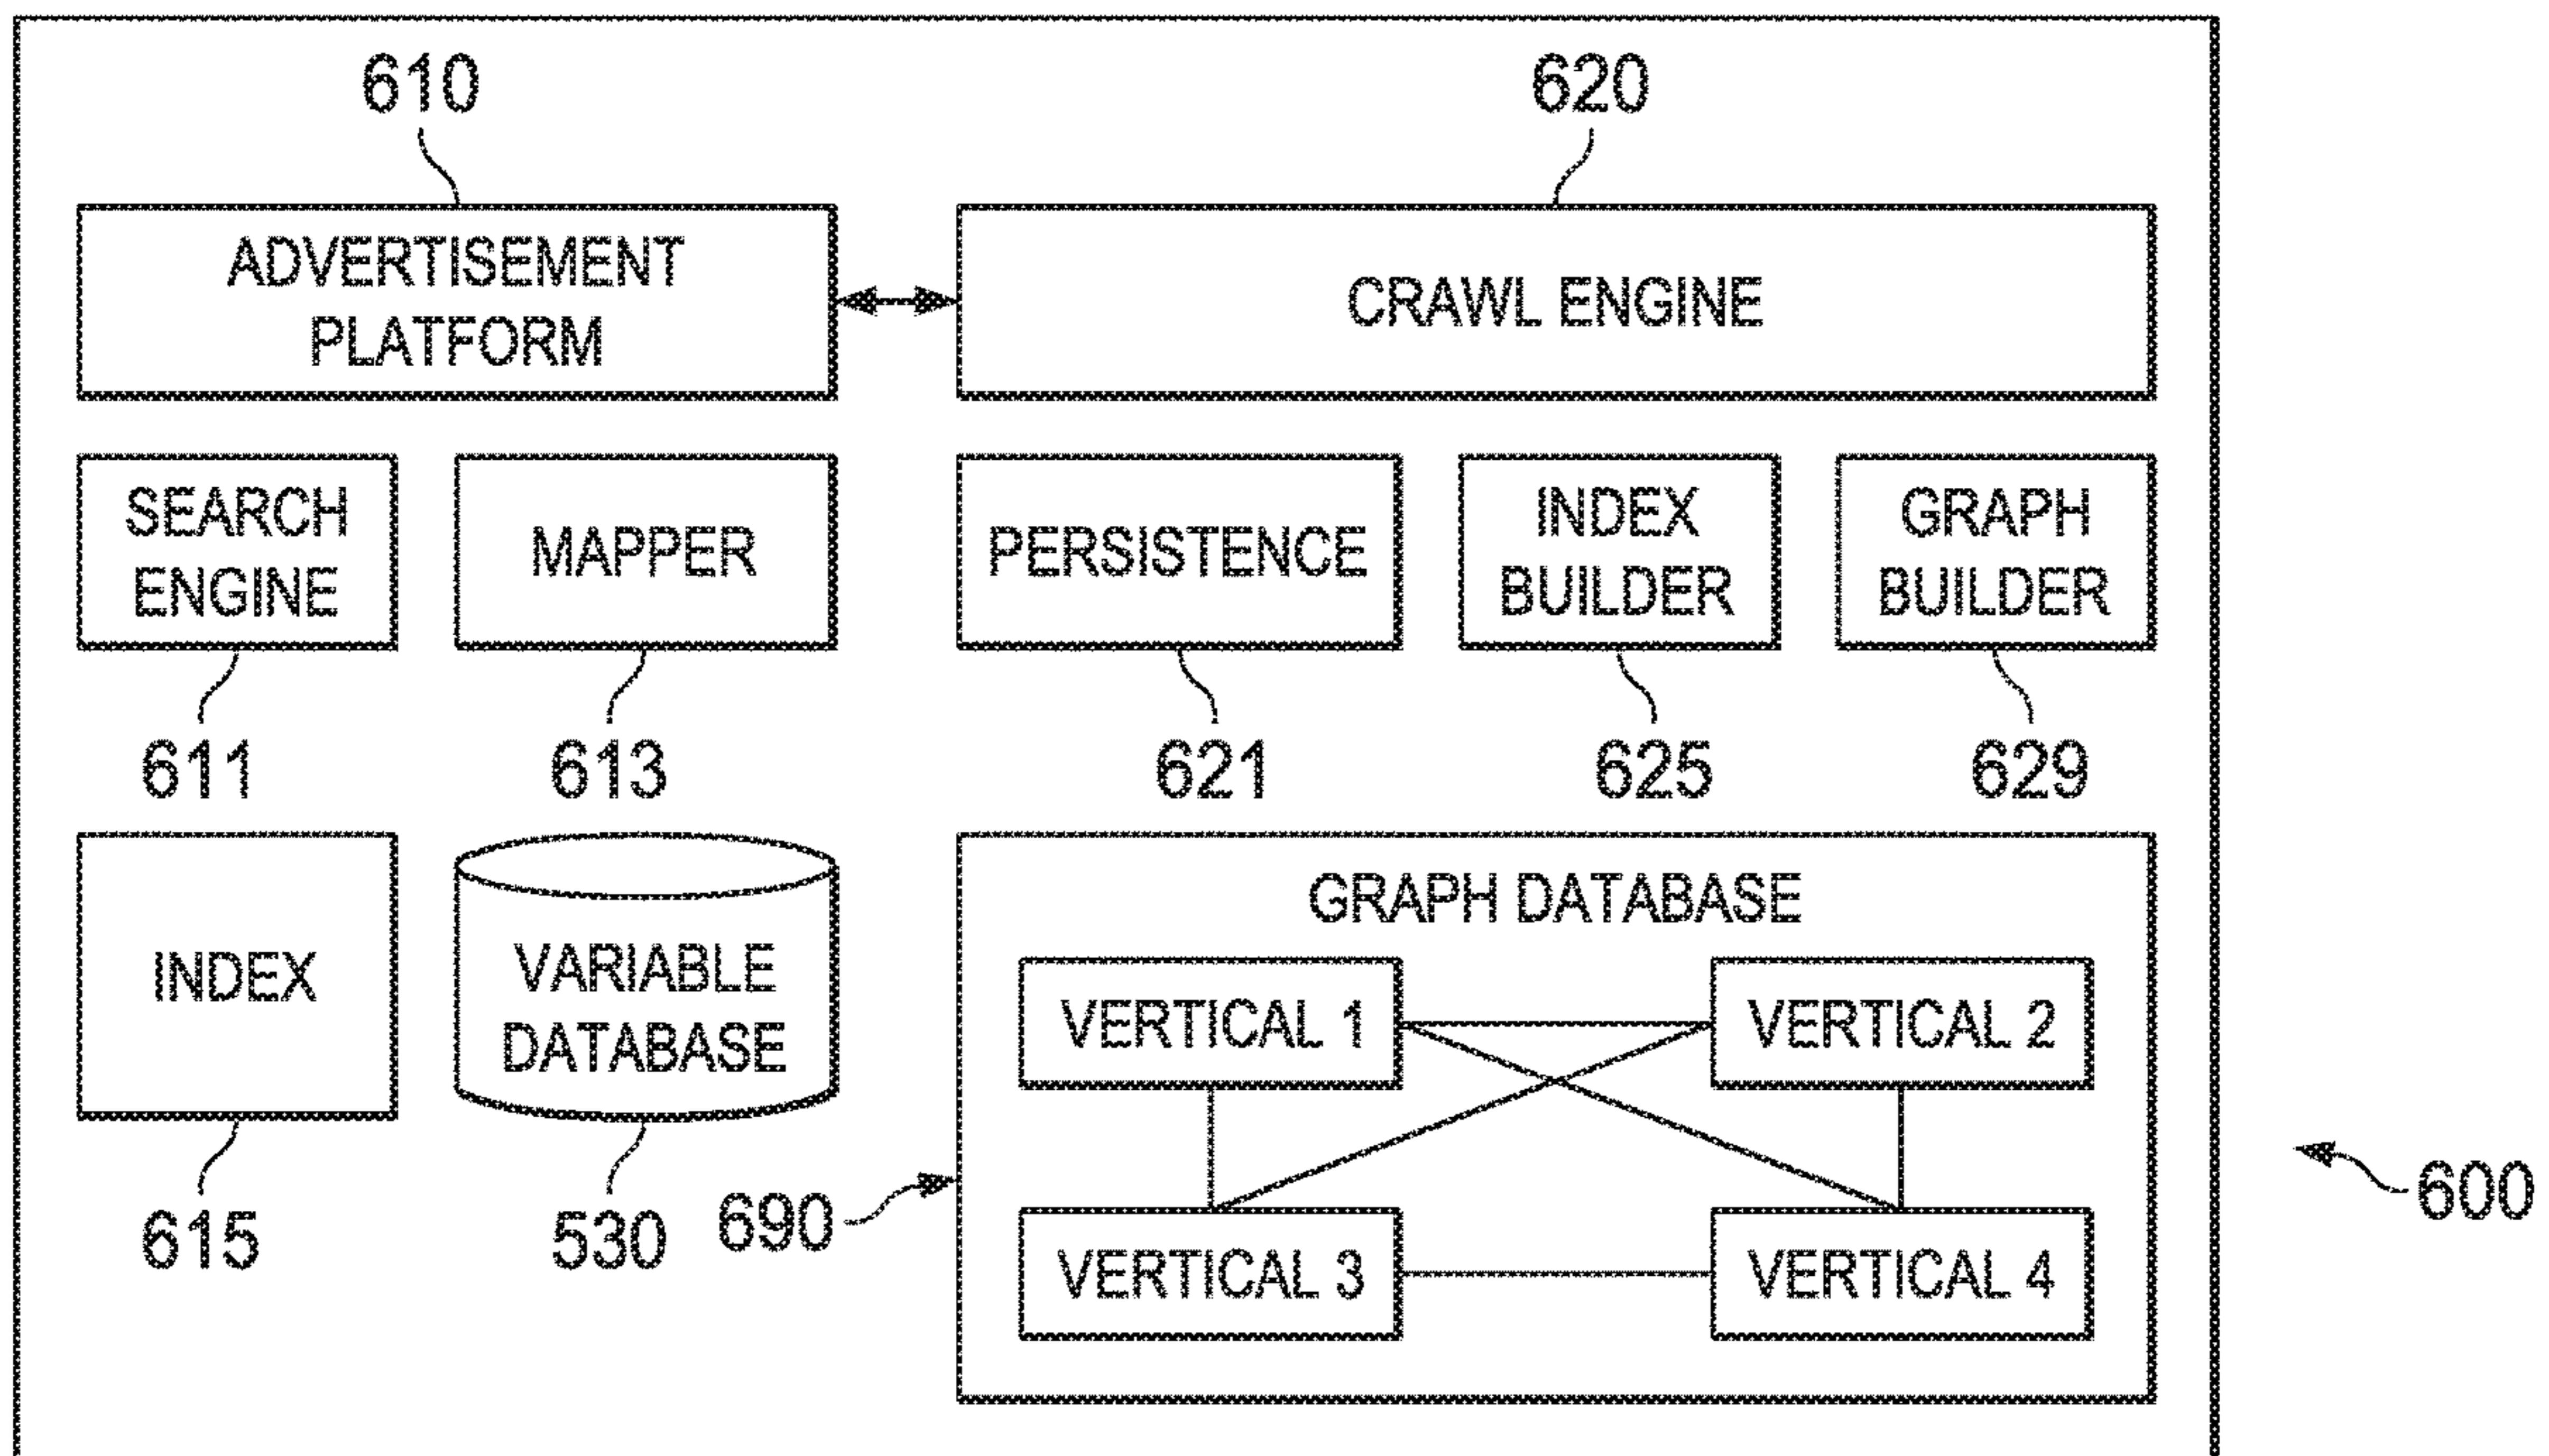 610
620
ADVERTISEMENT
PLATFORM
CRAWL ENGINE
SEARCH
ENGINE
MAPPER
PERSISTENCE
INDEX
BUILDER
GRAPH
BUILDER
611
613
621
625
629
INDEX
VARIABLE
DATABASE
GRAPH DATABASE
VERTICAL 1
VERTICAL 2
VERTICAL 3
VERTICAL 4
615
530
690
600